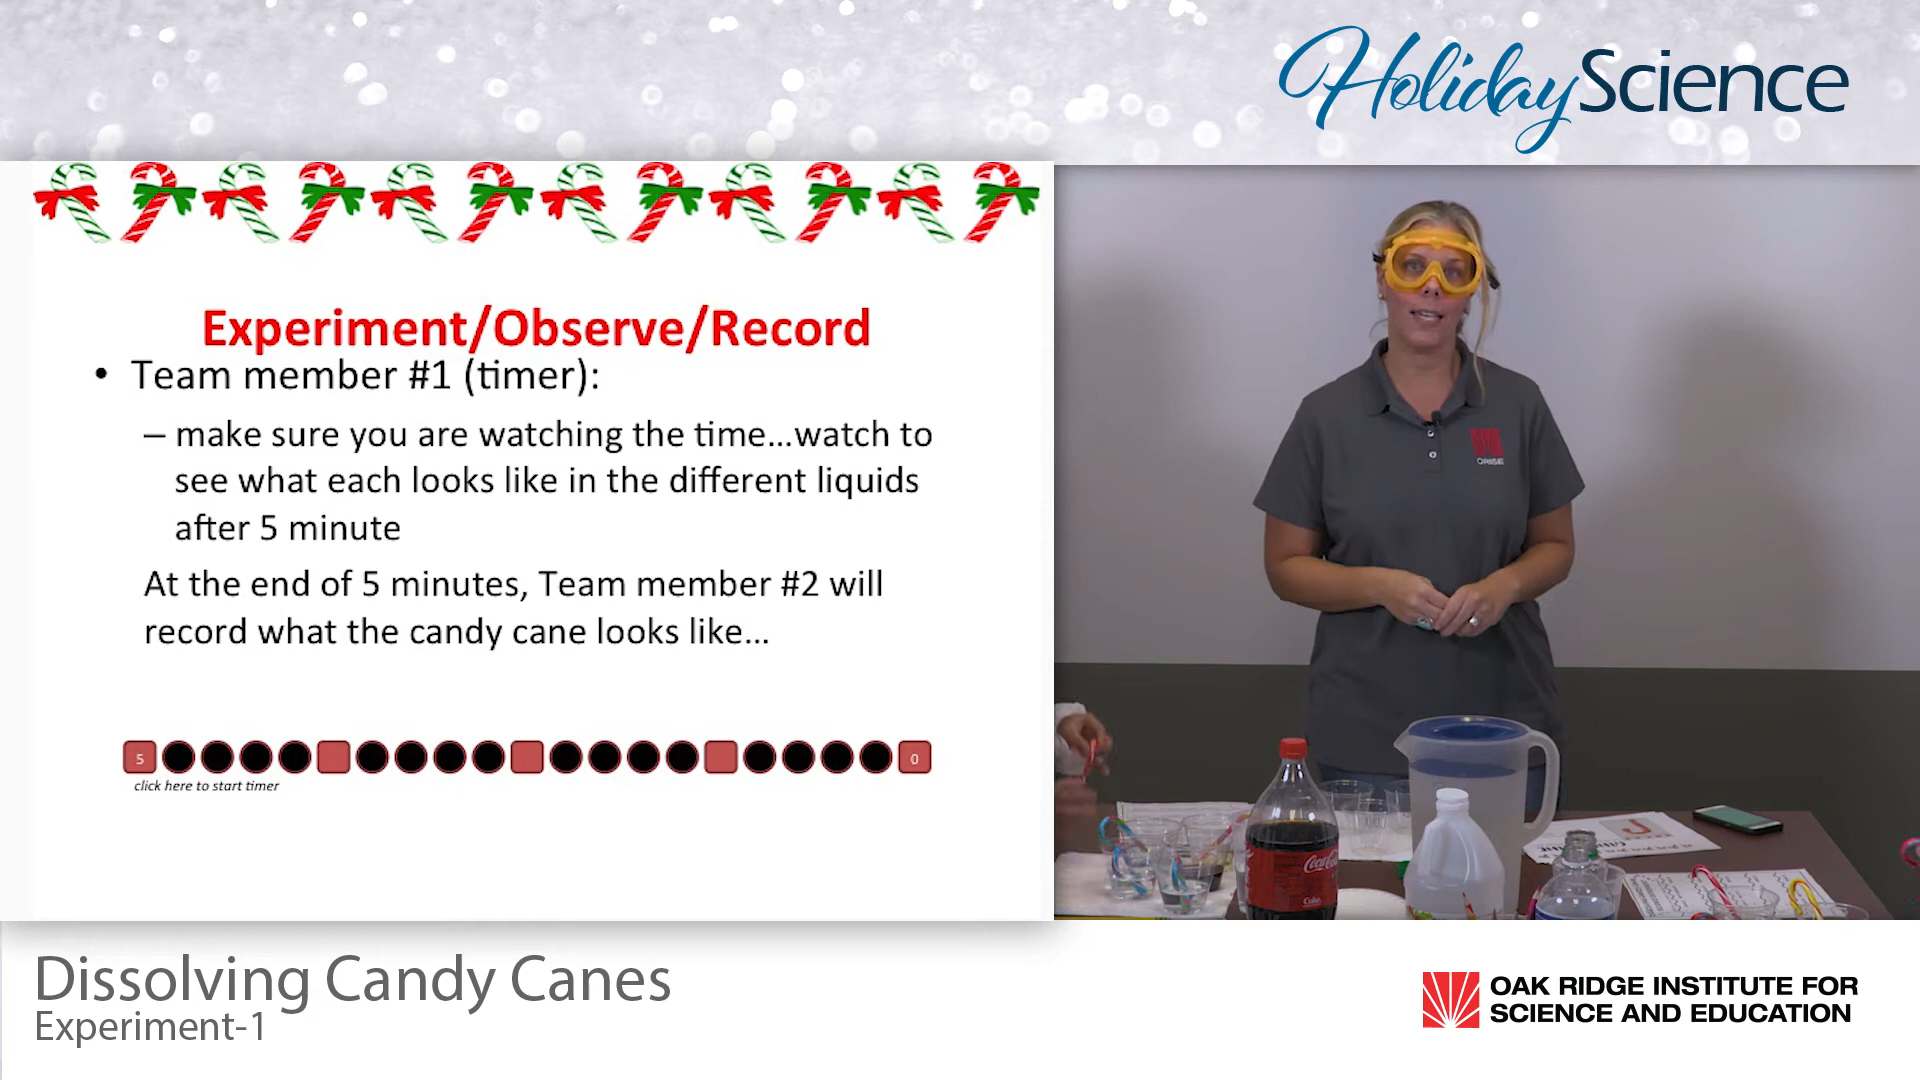 HolidayScience
Experiment/Observe/Record
• Team member #1 (timer):
– make sure you are watching the time...watch to
see what each looks like in the different liquids
after 5 minute
At the end of 5 minutes, Team member #2 will
record what the candy cane looks like...
5
0
click here to start timer
ORISE
Coca-Cola
Coke
Dissolving Candy Canes
Experiment-1
OAK RIDGE INSTITUTE FOR
SCIENCE AND EDUCATION